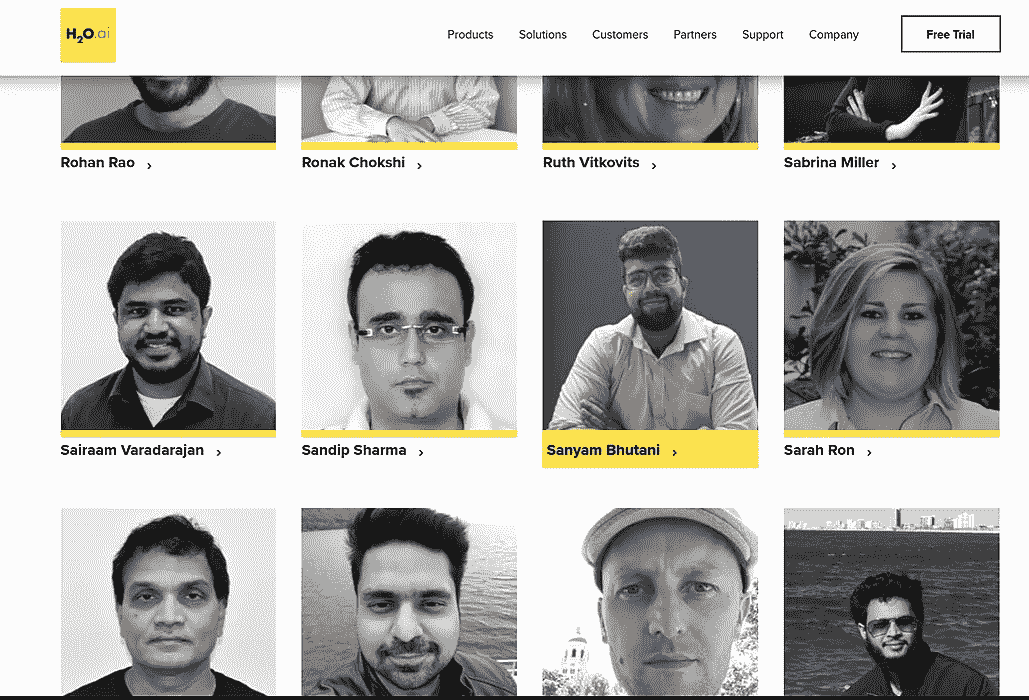 H2O.ai
Products Solutions Customers Partners Support Company Free Trial
Rohan Rao Ronak Chokshi Ruth Vitkovits Sabrina Miller
Sairaam Varadarajan Sandip Sharma Sanyam Bhutani Sarah Ron